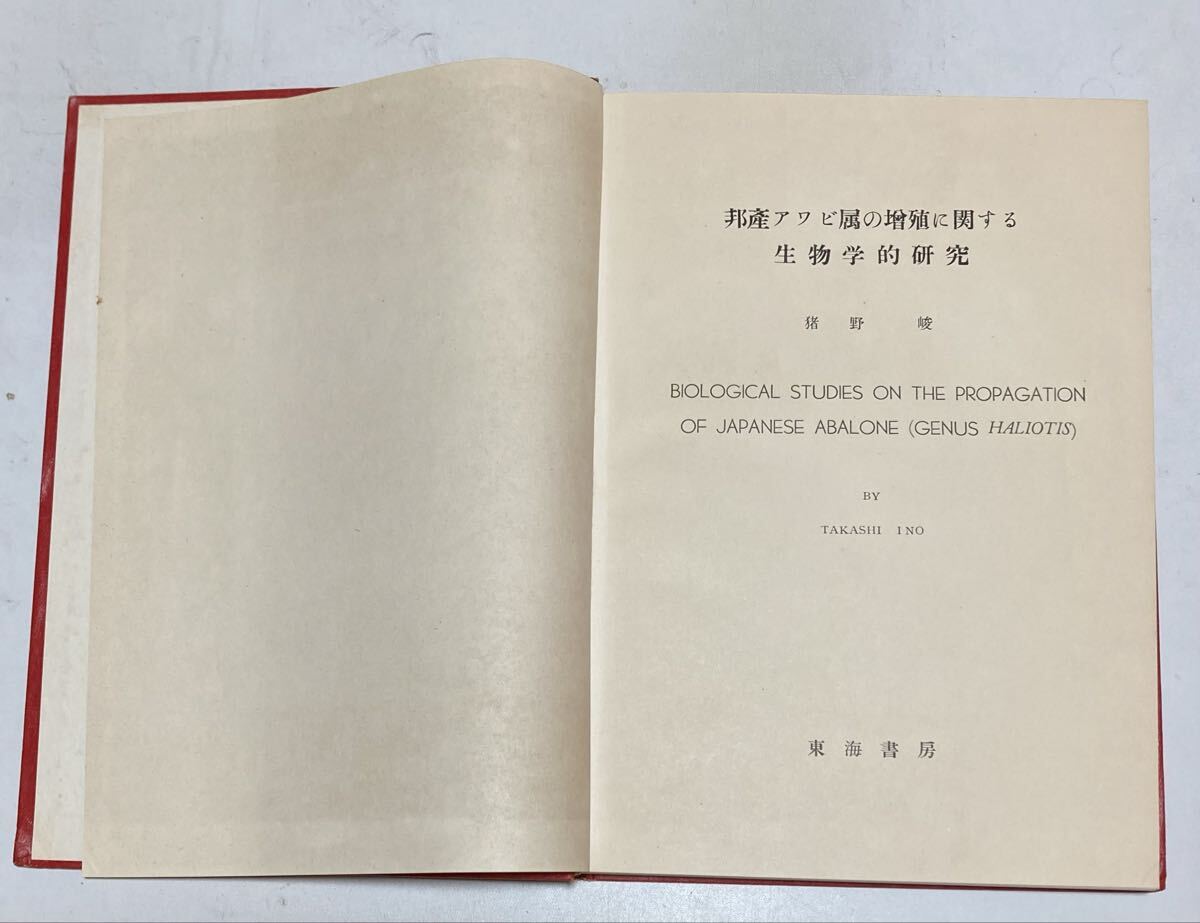 邦產アワビ属の増殖に関する
生物学的研究
猪野 峻
BIOLOGICAL STUDIES ON THE PROPAGATION
OF JAPANESE ABALONE (GENUS HALIOTIS)
BY
TAKASHI INO
東海書房